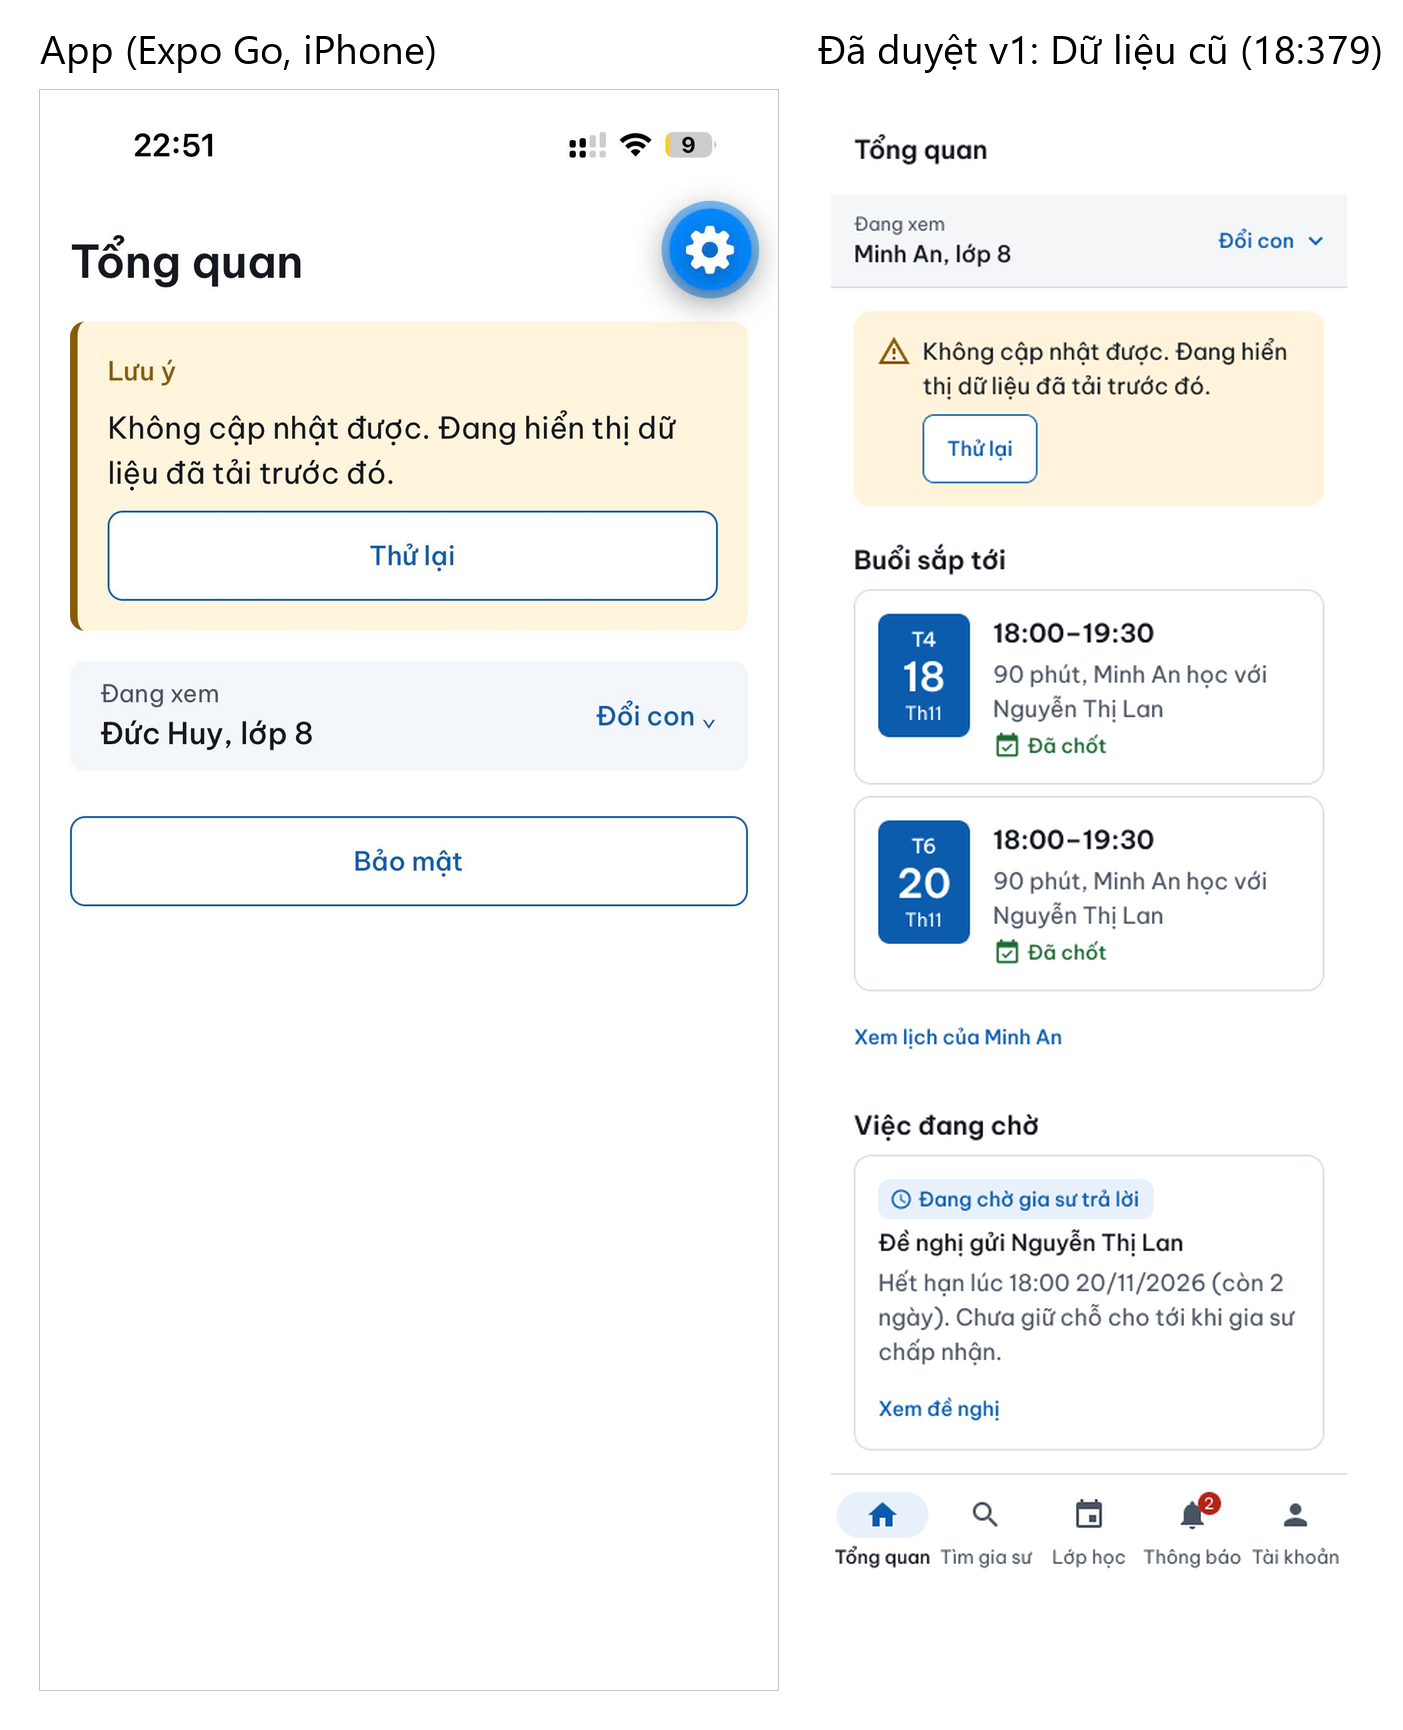 App (Expo Go, iPhone)
22:51
9
Tổng quan
Lưu ý
Không cập nhật được. Đang hiển thị dữ
liệu đã tải trước đó.
Thử lại
Đang xem
Đức Huy, lớp 8
Đổi con
Bảo mật
Đã duyệt v1: Dữ liệu cũ (18:379)
Tổng quan
Đang xem
Minh An, lớp 8
Đổi con
Không cập nhật được. Đang hiển
thị dữ liệu đã tải trước đó.
Thử lại
Buổi sắp tới
T4
18
Th11
18:00–19:30
90 phút, Minh An học với
Nguyễn Thị Lan
Đã chốt
T6
20
Th11
18:00–19:30
90 phút, Minh An học với
Nguyễn Thị Lan
Đã chốt
Xem lịch của Minh An
Việc đang chờ
Đang chờ gia sư trả lời
Đề nghị gửi Nguyễn Thị Lan
Hết hạn lúc 18:00 20/11/2026 (còn 2
ngày). Chưa giữ chỗ cho tới khi gia sư
chấp nhận.
Xem đề nghị
2
Tổng quan
Tìm gia sư
Lớp học
Thông báo
Tài khoản